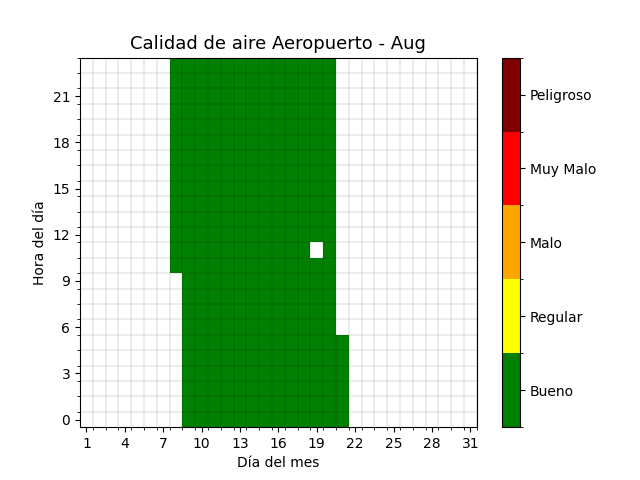 Calidad de aire Aeropuerto - Aug
Hora del día
21
18
15
12
9
6
3
0
1 4 7 10 13 16 19 22 25 28 31
Día del mes
Peligroso
Muy Malo
Malo
Regular
Bueno